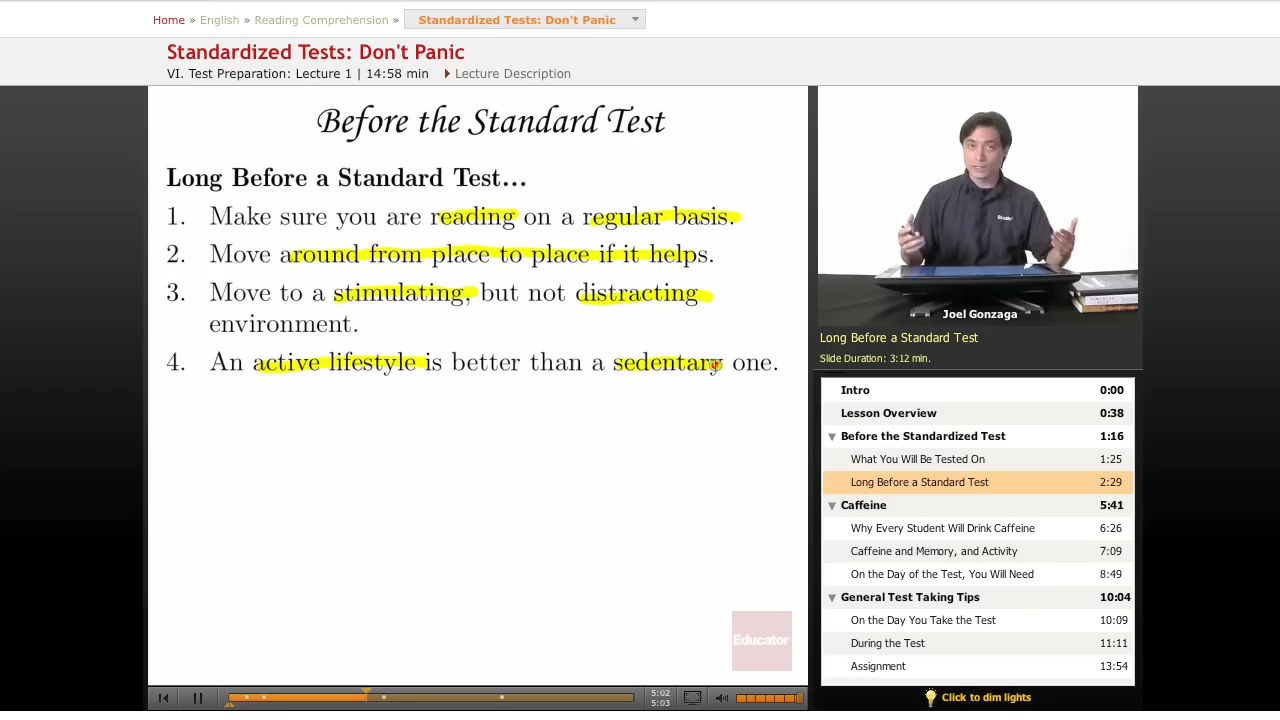 Home » English » Reading Comprehension » Standardized Tests: Don't Panic
Standardized Tests: Don't Panic
VI. Test Preparation: Lecture 1 | 14:58 min Lecture Description
Before the Standard Test
Long Before a Standard Test...
1. Make sure you are reading on a regular basis.
2. Move around from place to place if it helps.
3. Move to a stimulating, but not distracting
environment.
4. An active lifestyle is better than a sedentary one.
Educator
5:02
5:03
Joel Gonzaga
Long Before a Standard Test
Slide Duration: 3:12 min.
Intro 0:00
Lesson Overview 0:38
Before the Standardized Test 1:16
What You Will Be Tested On 1:25
Long Before a Standard Test 2:29
Caffeine 5:41
Why Every Student Will Drink Caffeine 6:26
Caffeine and Memory, and Activity 7:09
On the Day of the Test, You Will Need 8:49
General Test Taking Tips 10:04
On the Day You Take the Test 10:09
During the Test 11:11
Assignment 13:54
Click to dim lights